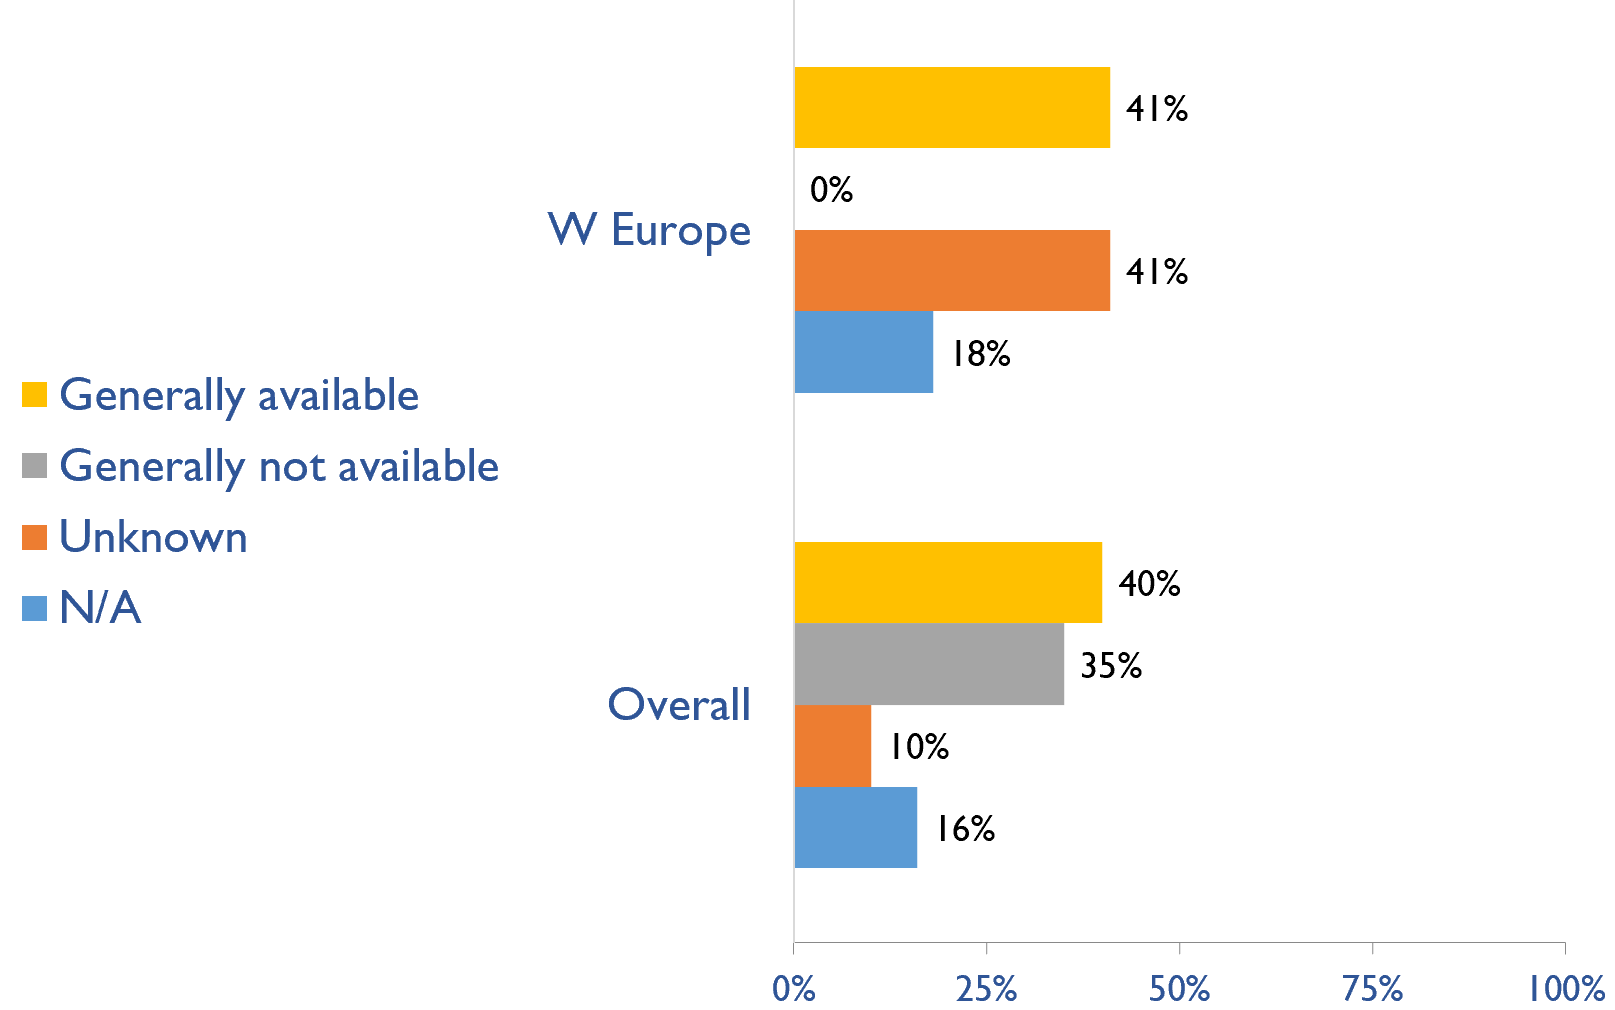 41%
0%
W Europe
41%
18%
Generally available
Generally not available
Unknown
N/A
40%
35%
Overall
10%
16%
0% 25% 50% 75% 100%